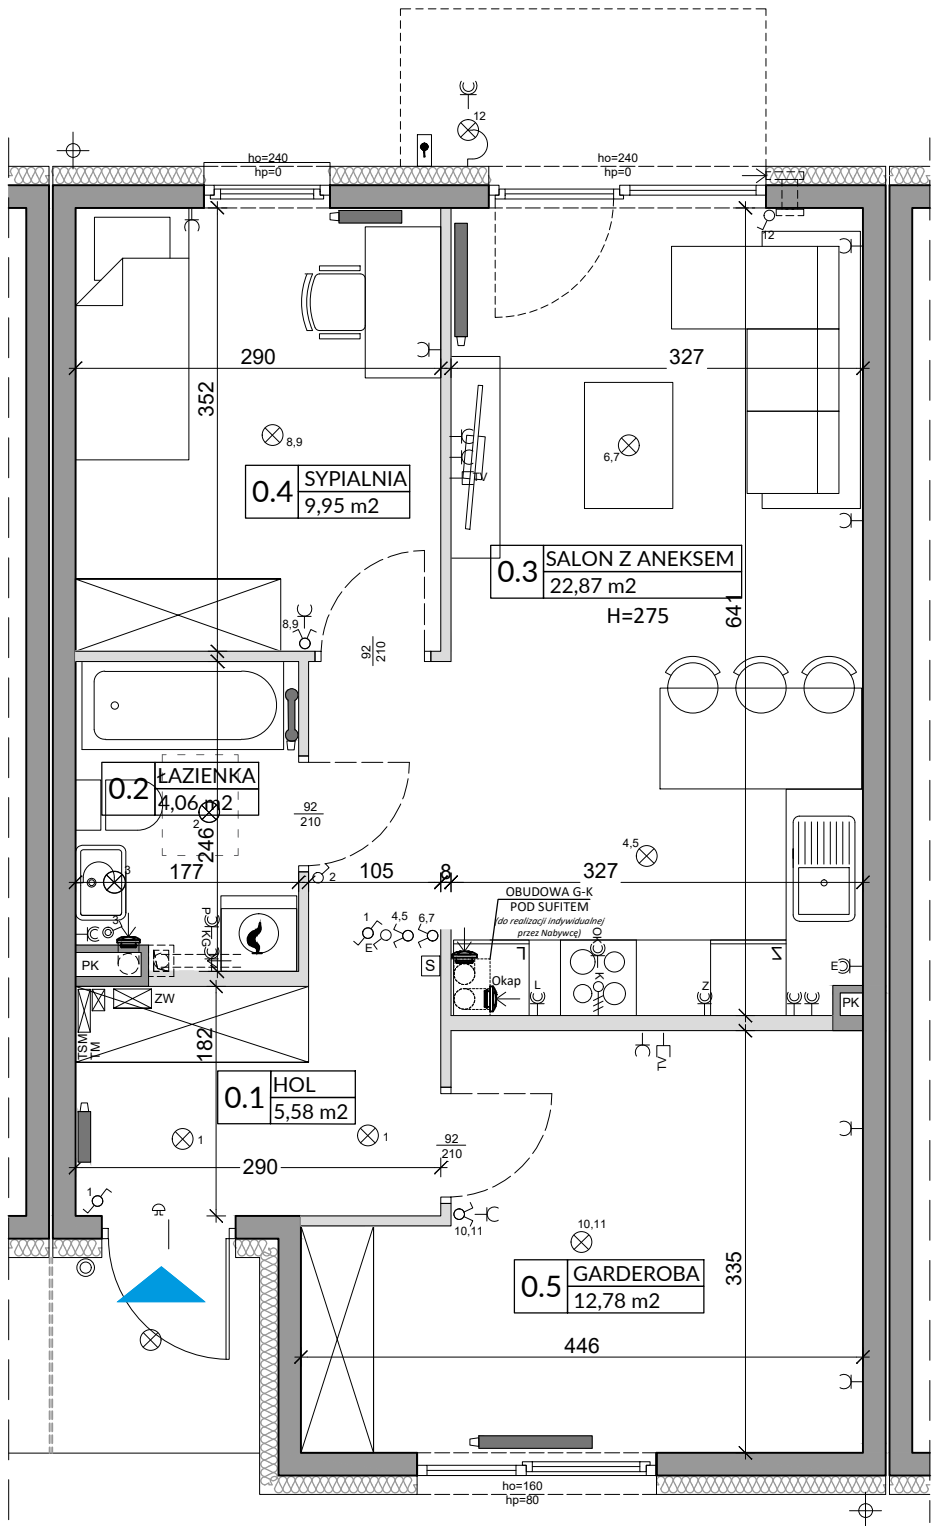 12
ho=240
hp=0
ho=240
hp=0
12
290
327
352
8,9
6,7
TV
0.4
SYPIALNIA
9,95 m2
0.3
SALON Z ANEKSEM
22,87 m2
H=275
641
8,9
92
210
0.2
ŁAZIENKA
4,06 m2
2
246
92
210
4,5
3
177
2
105
8
327
OBUDOWA G-K
POD SUFITEM
(do realizacji indywidualnej
przez Nabywcę)
3
P
KG
1
4,5
6,7
E
OK
PK
S
Okap
L
K
Z
E
PK
ZW
TSM
TM
182
TVL
0.1
HOL
5,58 m2
1
1
92
210
290
1
10,11
10,11
0.5
GARDEROBA
12,78 m2
335
446
ho=160
hp=80